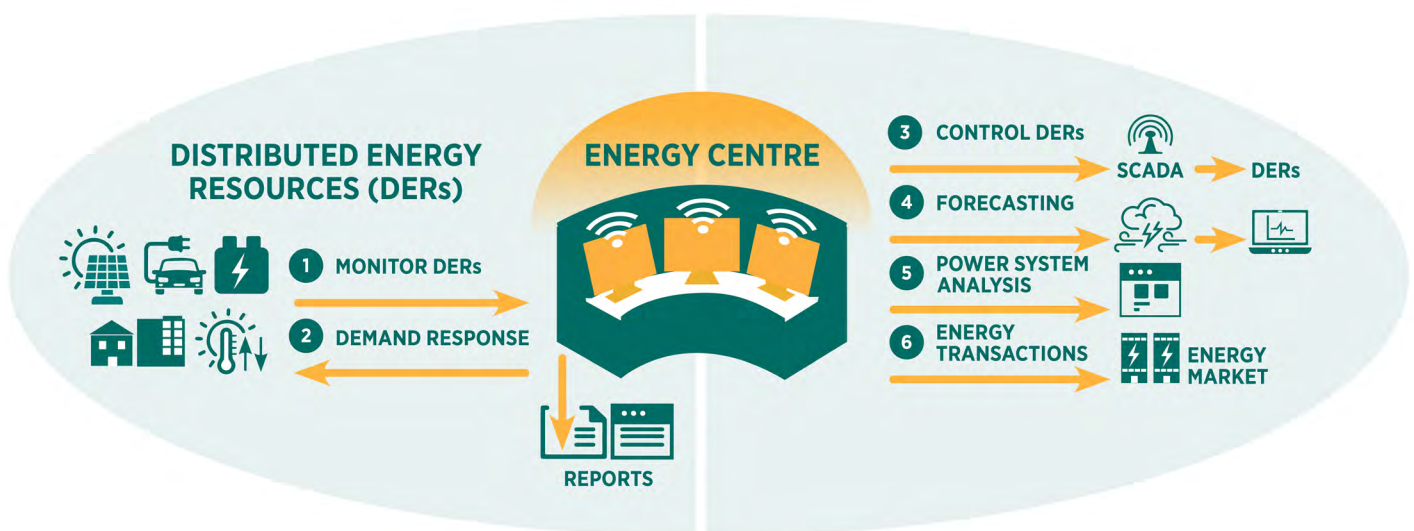 DISTRIBUTED ENERGY
RESOURCES (DERs)
1 MONITOR DERs
2 DEMAND RESPONSE
ENERGY CENTRE
REPORTS
3 CONTROL DERs
SCADA
DERs
4 FORECASTING
5 POWER SYSTEM
ANALYSIS
6 ENERGY
TRANSACTIONS
ENERGY
MARKET